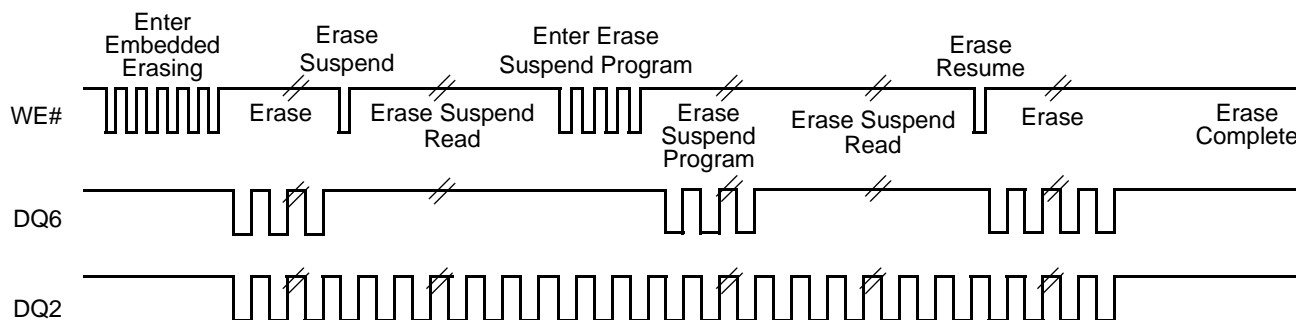 Enter
Embedded
Erasing
Erase
Suspend
Enter Erase
Suspend Program
Erase
Resume
WE#
Erase
Erase Suspend
Read
Erase
Suspend
Program
Erase Suspend
Read
Erase
Erase
Complete
DQ6
DQ2